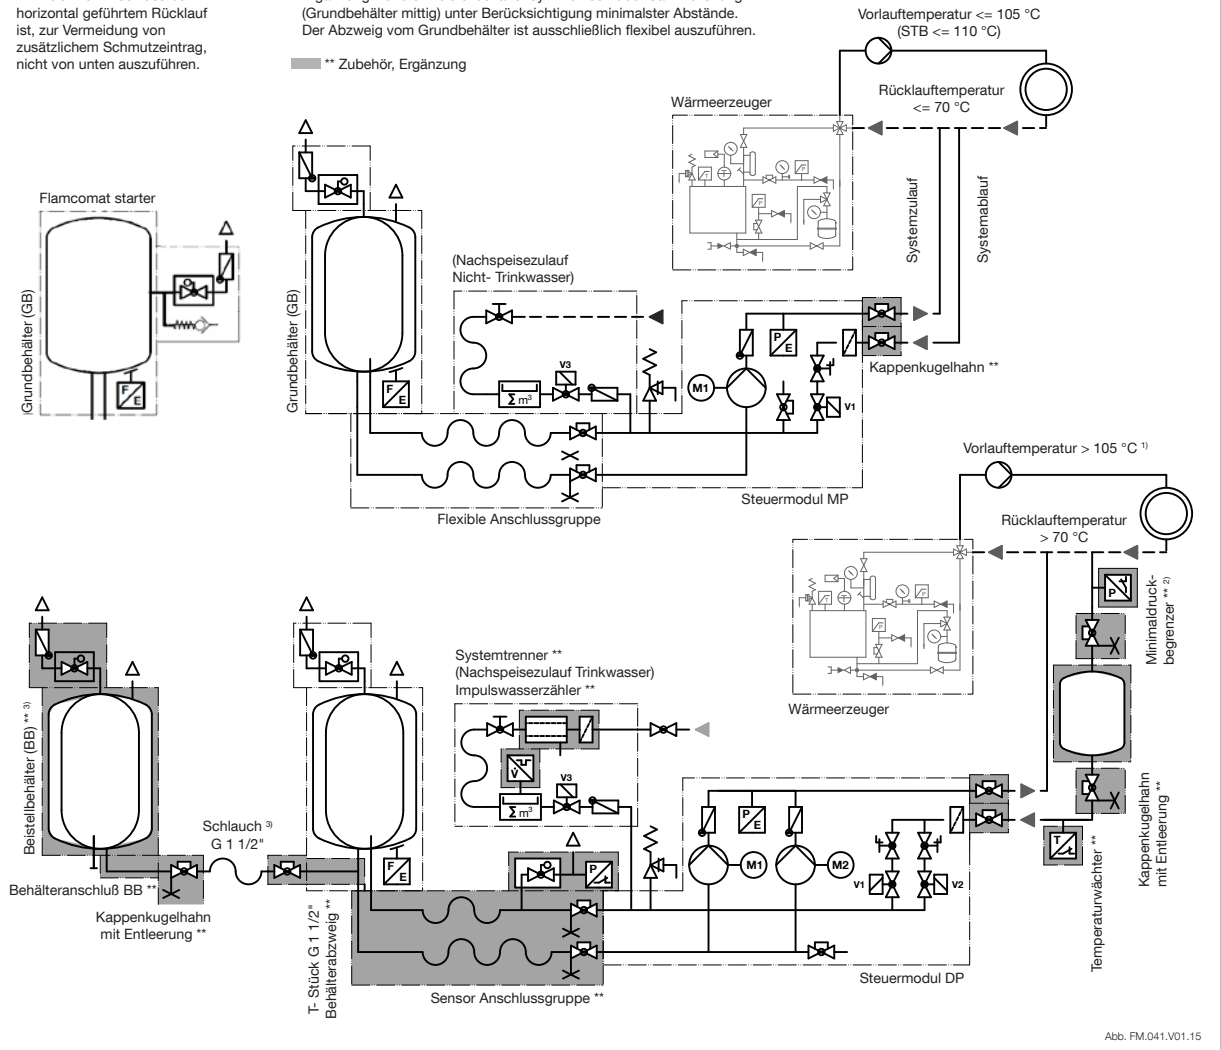 horizontal geführtem Rücklauf
ist, zur Vermeidung von
zusätzlichem Schmutzeintrag,
nicht von unten auszuführen.
(Grundbehälter mittig) unter Berücksichtigung minimalster Abstände.
Der Abzweig vom Grundbehälter ist ausschließlich flexibel auszuführen.
** Zubehör, Ergänzung
Vorlauftemperatur <= 105 °C
(STB <= 110 °C)
Rücklauftemperatur
<= 70 °C
Wärmeerzeuger
Systemzulauf
Systemablauf
Flamcomat starter
Grundbehälter (GB)
F
E
Grundbehälter (GB)
F
E
(Nachspeisezulauf
Nicht- Trinkwasser)
V3
Σ m³
M1
P
E
V1
Kappenkugelhahn **
Steuermodul MP
Flexible Anschlussgruppe
Vorlauftemperatur > 105 °C ¹⁾
Rücklauftemperatur
> 70 °C
Wärmeerzeuger
P
Minimaldruck-
begrenzer ** ²⁾
Kappenkugelhahn
mit Entleerung **
T
Temperaturwächter **
Beistellbehälter (BB) ** ³⁾
Behälteranschluß BB **
Kappenkugelhahn
mit Entleerung **
Schlauch ³⁾
G 1 1/2"
T- Stück G 1 1/2"
Behälterabzweig **
F
E
Systemtrenner **
(Nachspeisezulauf Trinkwasser)
Impulswasserzähler **
V̇
V3
Σ m³
P
P
E
M1
M2
V1
V2
Steuermodul DP
Sensor Anschlussgruppe **
Abb. FM.041.V01.15